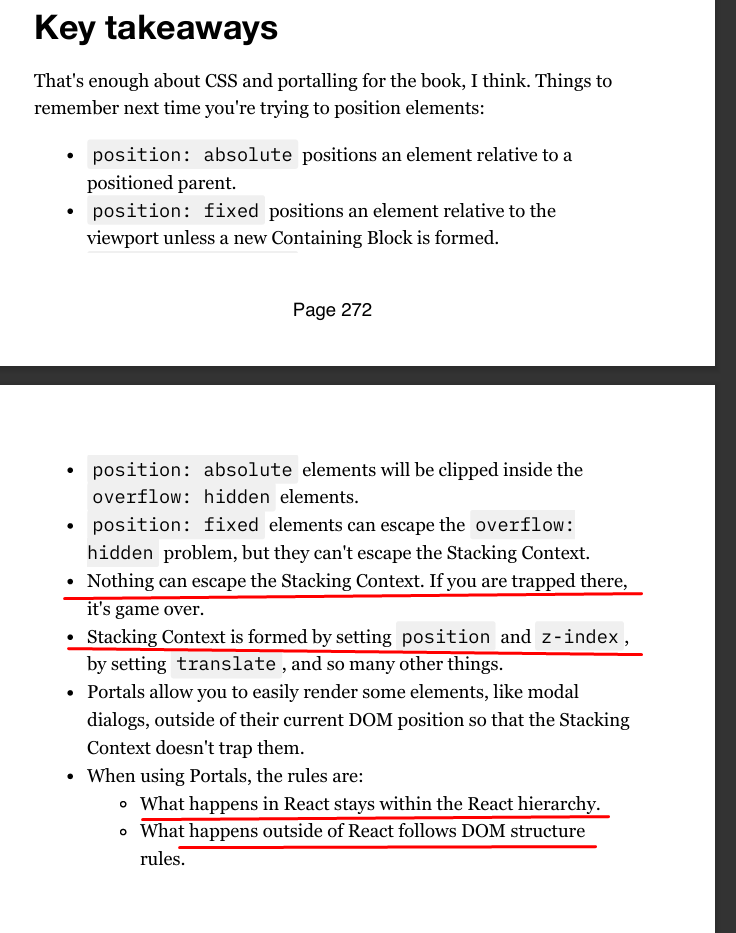 Key takeaways
That's enough about CSS and portalling for the book, I think. Things to
remember next time you're trying to position elements:
• position: absolute positions an element relative to a
positioned parent.
• position: fixed positions an element relative to the
viewport unless a new Containing Block is formed.
Page 272
• position: absolute elements will be clipped inside the
overflow: hidden elements.
• position: fixed elements can escape the overflow:
hidden problem, but they can't escape the Stacking Context.
• Nothing can escape the Stacking Context. If you are trapped there,
it's game over.
• Stacking Context is formed by setting position and z-index,
by setting translate, and so many other things.
• Portals allow you to easily render some elements, like modal
dialogs, outside of their current DOM position so that the Stacking
Context doesn't trap them.
• When using Portals, the rules are:
◦ What happens in React stays within the React hierarchy.
◦ What happens outside of React follows DOM structure
rules.